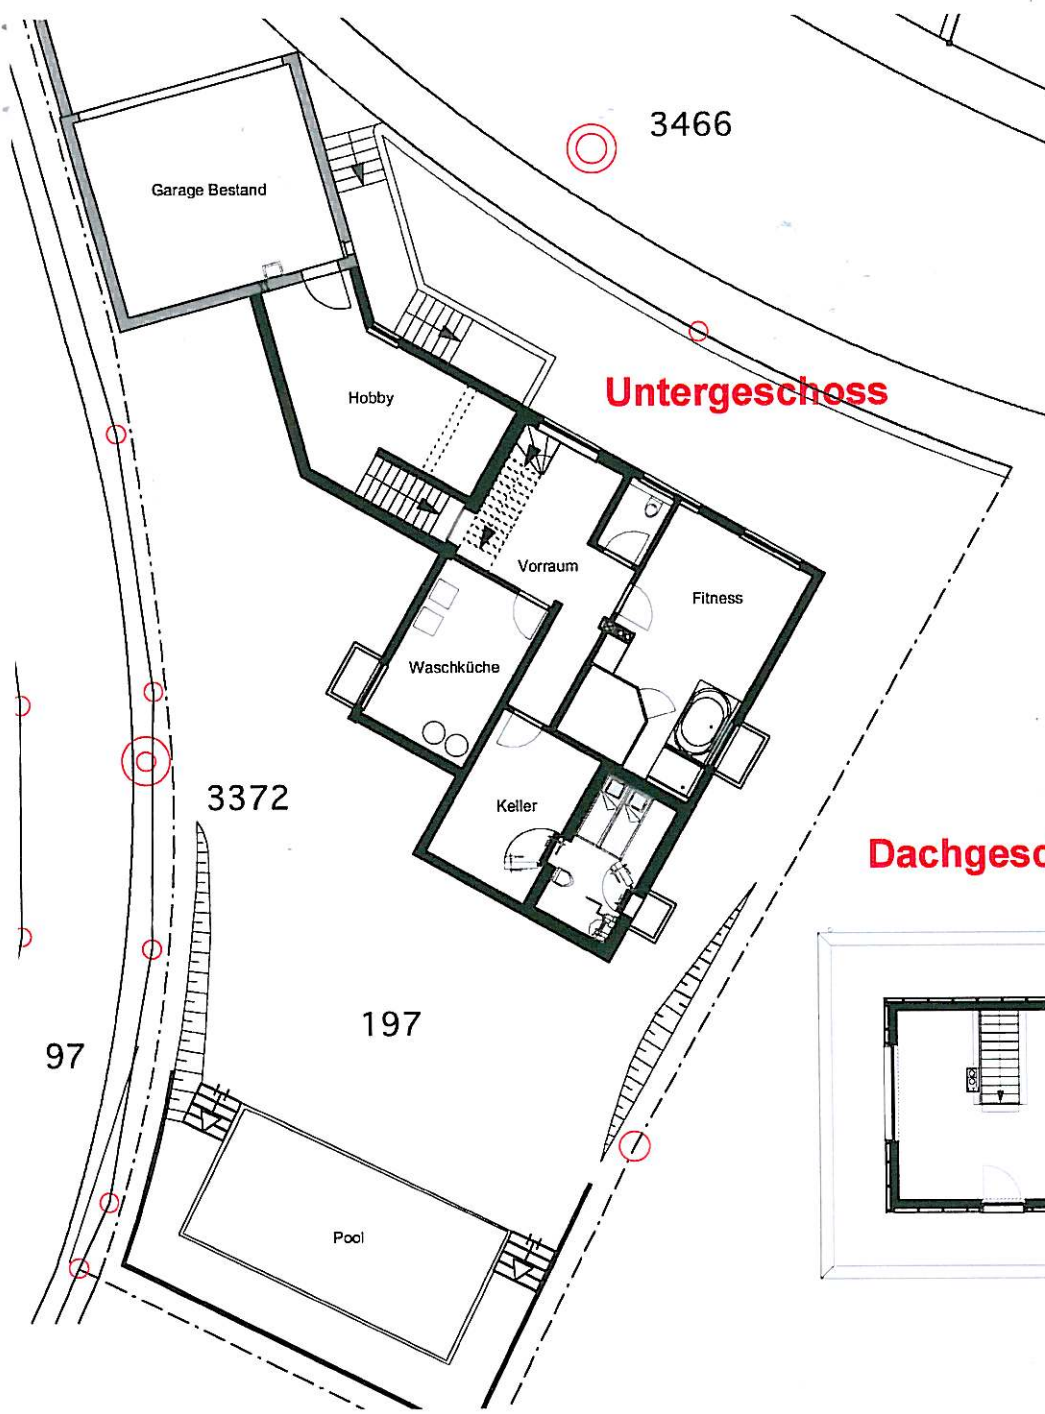 3466
Garage Bestand
Untergeschoss
Hobby
Vorraum
Fitness
Waschküche
3372
Keller
Dachgesc
197
97
Pool